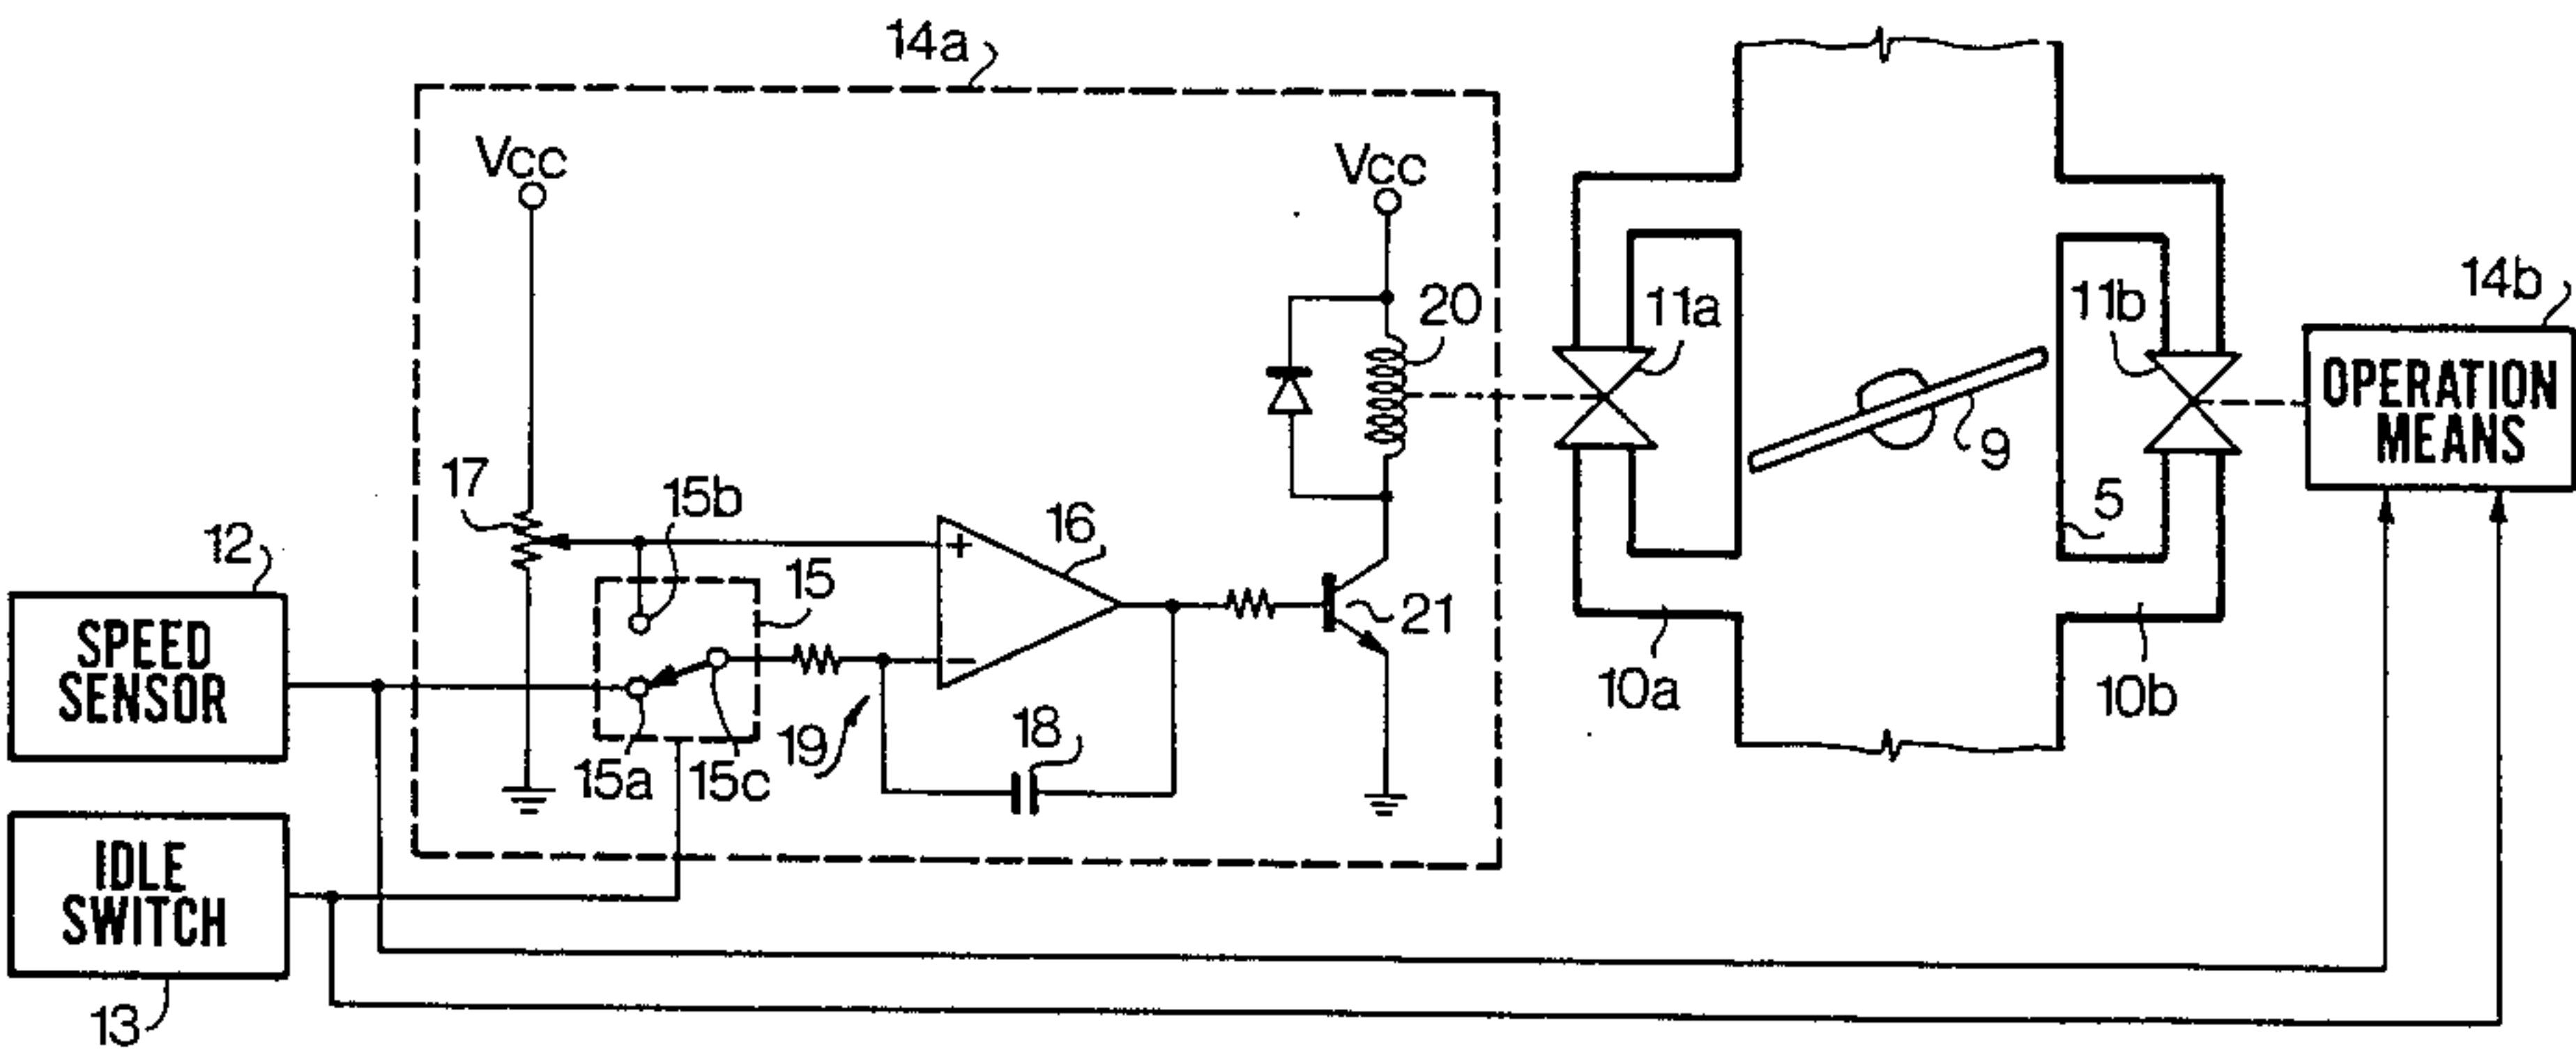 14a
Vcc
Vcc
20
11a
11b
14b
OPERATION
MEANS
9
5
17
15b
16
12
SPEED
SENSOR
15
+
−
21
10a
10b
19
18
15a
15c
IDLE
SWITCH
13